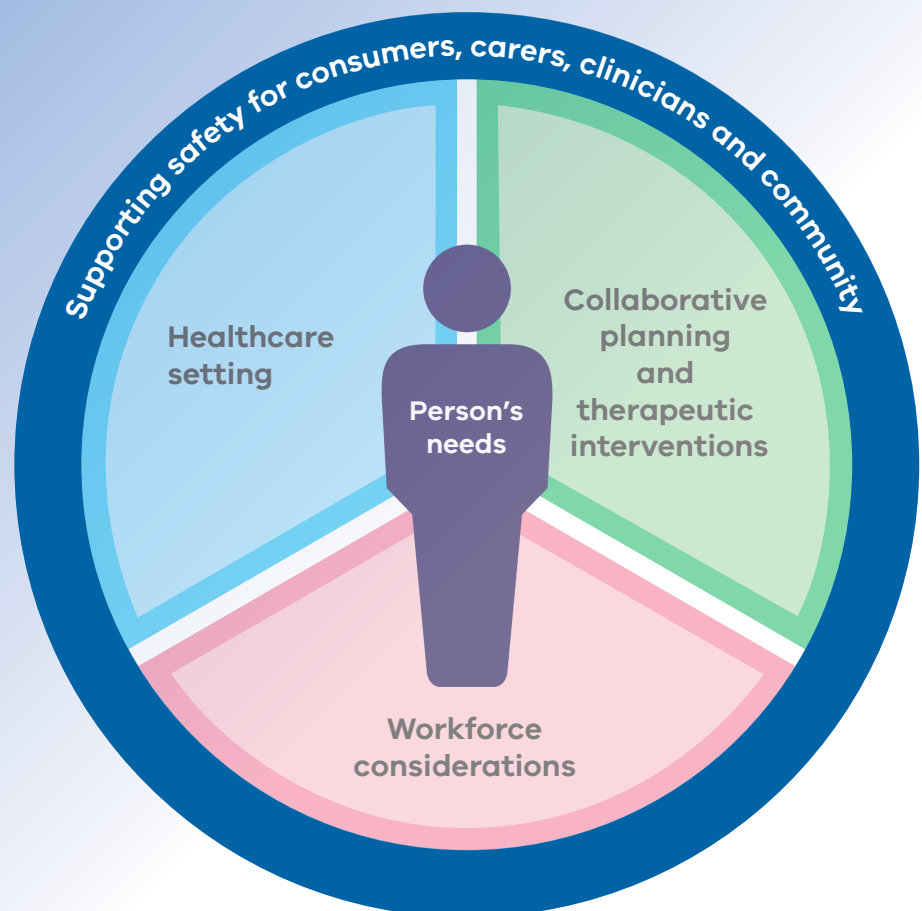 Supporting safety for consumers, carers, clinicians and community
Healthcare
setting
Collaborative
planning
and
therapeutic
interventions
Person's
needs
Workforce
considerations